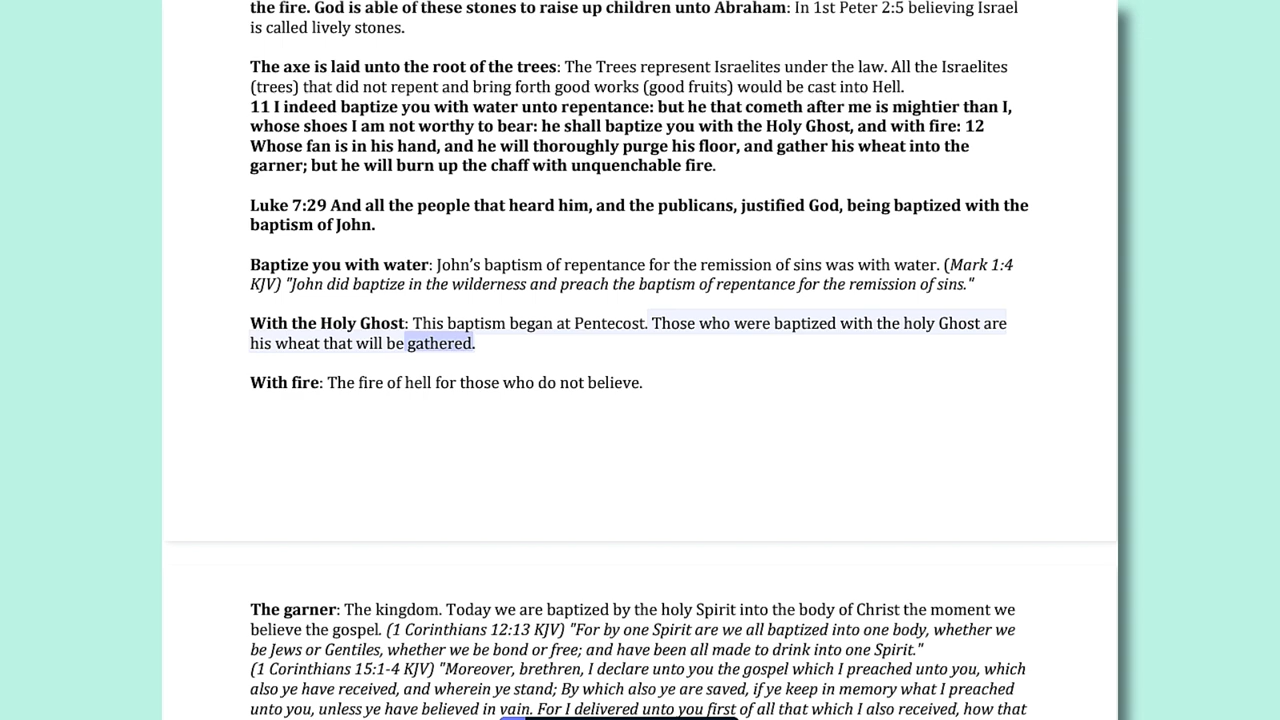 the fire. God is able of these stones to raise up children unto Abraham: In 1st Peter 2:5 believing Israel
is called lively stones.
The axe is laid unto the root of the trees: The Trees represent Israelites under the law. All the Israelites
(trees) that did not repent and bring forth good works (good fruits) would be cast into Hell.
11 I indeed baptize you with water unto repentance: but he that cometh after me is mightier than I,
whose shoes I am not worthy to bear: he shall baptize you with the Holy Ghost, and with fire: 12
Whose fan is in his hand, and he will thoroughly purge his floor, and gather his wheat into the
garner; but he will burn up the chaff with unquenchable fire.
Luke 7:29 And all the people that heard him, and the publicans, justified God, being baptized with the
baptism of John.
Baptize you with water: John’s baptism of repentance for the remission of sins was with water. (Mark 1:4
KJV) "John did baptize in the wilderness and preach the baptism of repentance for the remission of sins."
With the Holy Ghost: This baptism began at Pentecost. Those who were baptized with the holy Ghost are
his wheat that will be gathered.
With fire: The fire of hell for those who do not believe.
The garner: The kingdom. Today we are baptized by the holy Spirit into the body of Christ the moment we
believe the gospel. (1 Corinthians 12:13 KJV) "For by one Spirit are we all baptized into one body, whether we
be Jews or Gentiles, whether we be bond or free; and have been all made to drink into one Spirit."
(1 Corinthians 15:1-4 KJV) "Moreover, brethren, I declare unto you the gospel which I preached unto you, which
also ye have received, and wherein ye stand; By which also ye are saved, if ye keep in memory what I preached
unto you, unless ye have believed in vain. For I delivered unto you first of all that which I also received, how that